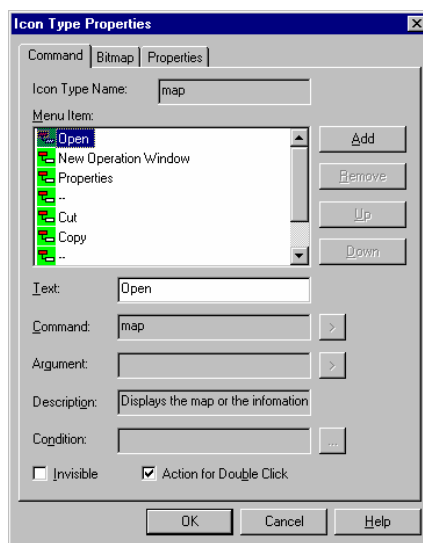 Icon Type Properties
Command Bitmap Properties
Icon Type Name: map
Menu Item:
Open
New Operation Window
Properties
--
Cut
Copy
--
Add
Remove
Up
Down
Text: Open
Command: map >
Argument: >
Description: Displays the map or the infomation
Condition: ...
Invisible Action for Double Click
OK Cancel Help